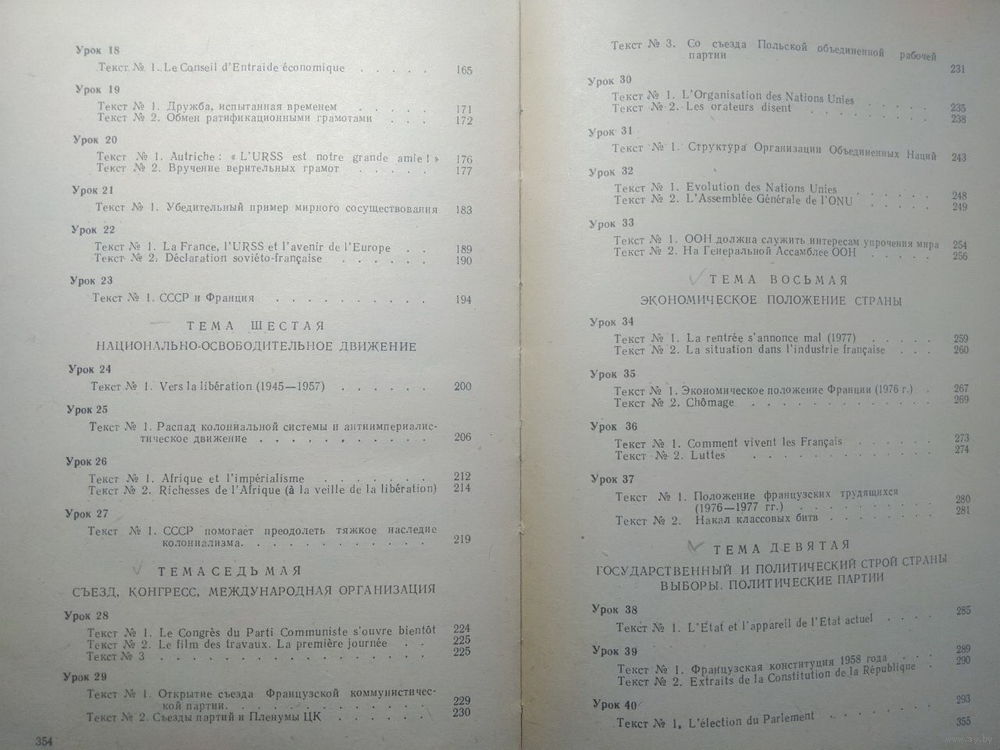 Урок 18
Текст № 1. Le Conseil d'Entraide économique . . . . . 165
Урок 19
Текст № 1. Дружба, испытанная временем . . . . . 171
Текст № 2. Обмен ратификационными грамотами . . . 172
Урок 20
Текст № 1. Autriche : « L'URSS est notre grande amie ! » 176
Текст № 2. Вручение верительных грамот . . . . . 177
Урок 21
Текст № 1. Убедительный пример мирного сосуществования 183
Урок 22
Текст № 1. La France, l'URSS et l'avenir de l'Europe . . 189
Текст № 2. Déclaration soviéto-française . . . . . . 190
Урок 23
Текст № 1. СССР и Франция . . . . . . . . . . 194
ТЕМА ШЕСТАЯ
НАЦИОНАЛЬНО-ОСВОБОДИТЕЛЬНОЕ ДВИЖЕНИЕ
Урок 24
Текст № 1. Vers la libération (1945—1957) . . . . . . 200
Урок 25
Текст № 1. Распад колониальной системы и антиимпериалис-
тическое движение . . . . . . . . . . 206
Урок 26
Текст № 1. Afrique et l'impérialisme . . . . . . . 212
Текст № 2. Richesses de l'Afrique (à la veille de la libération) 214
Урок 27
Текст № 1. СССР помогает преодолеть тяжкое наследие
колониализма. . . . . . . . . . . 219
ТЕМА СЕДЬМАЯ
СЪЕЗД, КОНГРЕСС, МЕЖДУНАРОДНАЯ ОРГАНИЗАЦИЯ
Урок 28
Текст № 1. Le Congrès du Parti Communiste s'ouvre bientôt 224
Текст № 2. Le film des travaux. La première journée . . 225
Текст № 3 . . . . . . . . . . . . . . . 225
Урок 29
Текст № 1. Открытие съезда Французской коммунистичес-
кой партии. . . . . . . . . . . 229
Текст № 2. Съезды партий и Пленумы ЦК . . . . . . 230
354
Текст № 3. Со съезда Польской объединенной рабочей
партии 231
Урок 30
Текст № 1. L'Organisation des Nations Unies . . . . . 235
Текст № 2. Les orateurs disent . . . . . . . . 238
Урок 31
Текст № 1. Структура Организации Объединенных Наций 243
Урок 32
Текст № 1. Evolution des Nations Unies . . . . . . 248
Текст № 2. L'Assemblée Générale de l'ONU . . . . . 249
Урок 33
Текст № 1. ООН должна служить интересам упрочения мира 254
Текст № 2. На Генеральной Ассамблее ООН . . . . . 256
ТЕМА ВОСЬМАЯ
ЭКОНОМИЧЕСКОЕ ПОЛОЖЕНИЕ СТРАНЫ
Урок 34
Текст № 1. La rentrée s'annonce mal (1977) . . . . . 259
Текст № 2. La situation dans l'industrie française . . . . 260
Урок 35
Текст № 1. Экономическое положение Франции (1976 г.) . 267
Текст № 2. Chômage . . . . . . . . . . . 269
Урок 36
Текст № 1. Comment vivent les Français . . . . . . 273
Текст № 2. Luttes . . . . . . . . . . . 274
Урок 37
Текст № 1. Положение французских трудящихся
(1976—1977 гг.) . . . . . . . . . 280
Текст № 2. Накал классовых битв . . . . . . . . 281
ТЕМА ДЕВЯТАЯ
ГОСУДАРСТВЕННЫЙ И ПОЛИТИЧЕСКИЙ СТРОЙ СТРАНЫ
ВЫБОРЫ. ПОЛИТИЧЕСКИЕ ПАРТИИ
Урок 38
Текст № 1. L'Etat et l'appareil de l'Etat actuel . . . . 285
Урок 39
Текст № 1. Французская конституция 1958 года . . . 289
Текст № 2. Extraits de la Constitution de la République . 290
Урок 40
Текст № 1. L'élection du Parlement . . . . . . . 293
355
www.ay.by